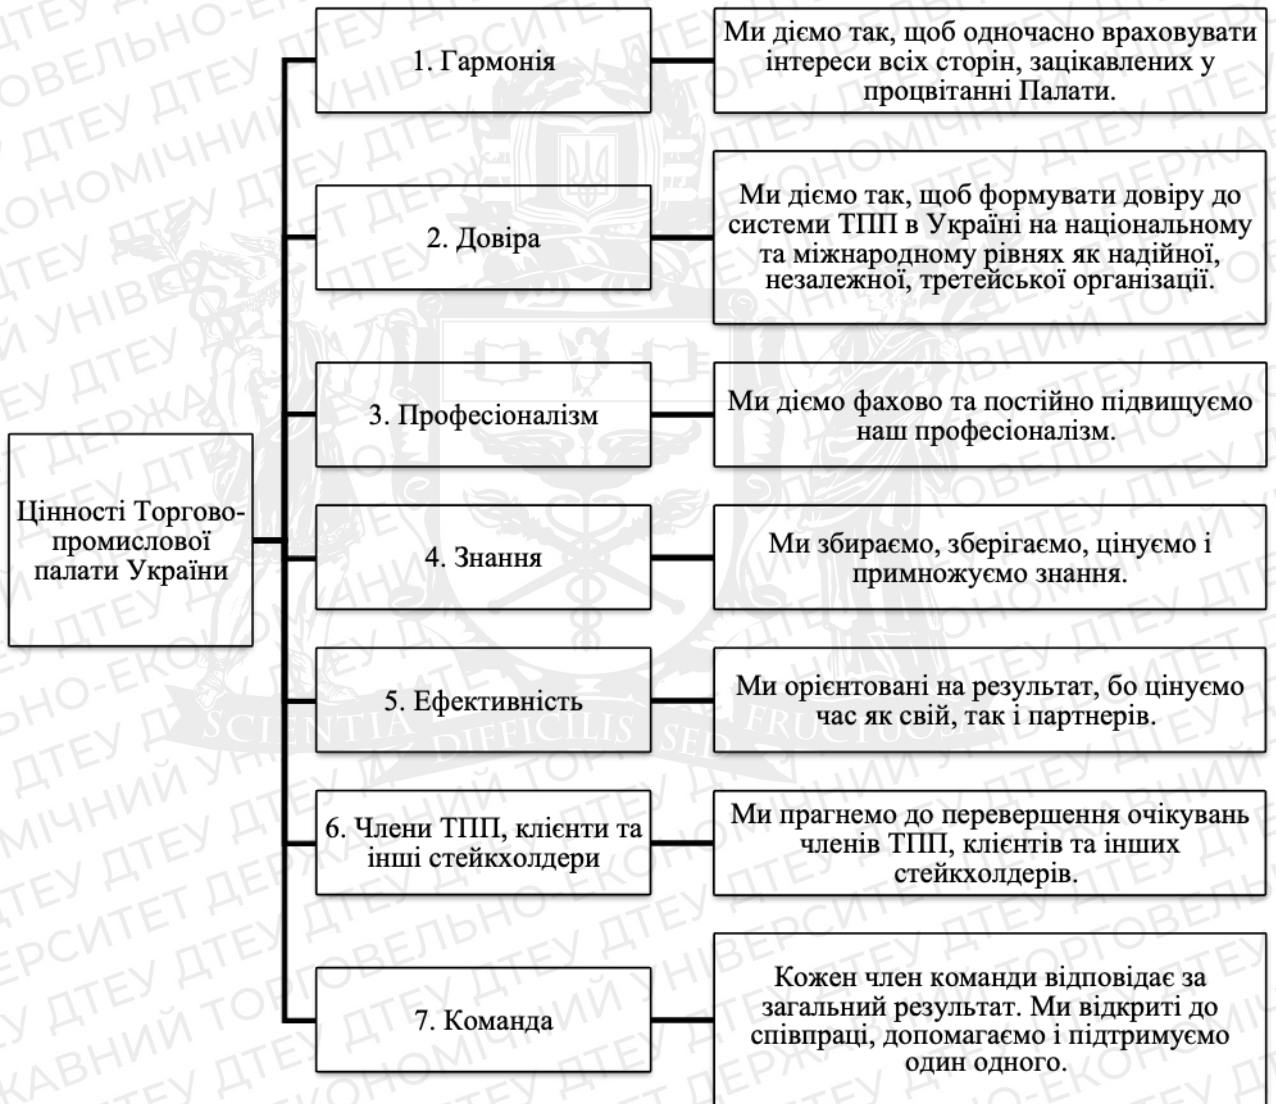 1. Гармонія
Ми діємо так, щоб одночасно враховувати
інтереси всіх сторін, зацікавлених у
процвітанні Палати.
2. Довіра
Ми діємо так, щоб формувати довіру до
системи ТПП в Україні на національному
та міжнародному рівнях як надійної,
незалежної, третейської організації.
3. Професіоналізм
Ми діємо фахово та постійно підвищуємо
наш професіоналізм.
Цінності Торгово-
промислової
палати України
4. Знання
Ми збираємо, зберігаємо, цінуємо і
примножуємо знання.
5. Ефективність
Ми орієнтовані на результат, бо цінуємо
час як свій, так і партнерів.
SCIENTIA DIFFICILIS SED FRUCTUOSA
6. Члени ТПП, клієнти та
інші стейкхолдери
Ми прагнемо до перевершення очікувань
членів ТПП, клієнтів та інших
стейкхолдерів.
7. Команда
Кожен член команди відповідає за
загальний результат. Ми відкриті до
співпраці, допомагаємо і підтримуємо
один одного.